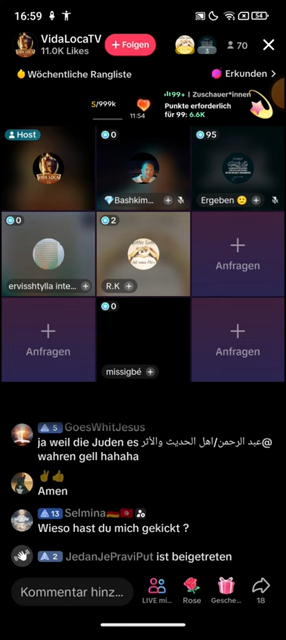 16:59
54
VidaLocaTV
11.0K Likes
+ Folgen
3
70
Wöchentliche Rangliste
Erkunden >
5/999k
11:54
99+ | Zuschauer*innen
Punkte erforderlich
für 99: 6.6K
Host
0
Bashkim...
95
Ergeben
0
ervisshtylla inte...
2
R.K
Anfragen
Anfragen
0
missigbé
Anfragen
5 GoesWhitJesus
ja weil die Juden es @عبد الرحمن/اهل الحديث والأثر
wahren gell hahaha
Amen
13 Selmina
Wieso hast du mich gekickt ?
2 JedanJePraviPut ist beigetreten
Kommentar hinz...
LIVE mi...
Rose
Gesche...
18